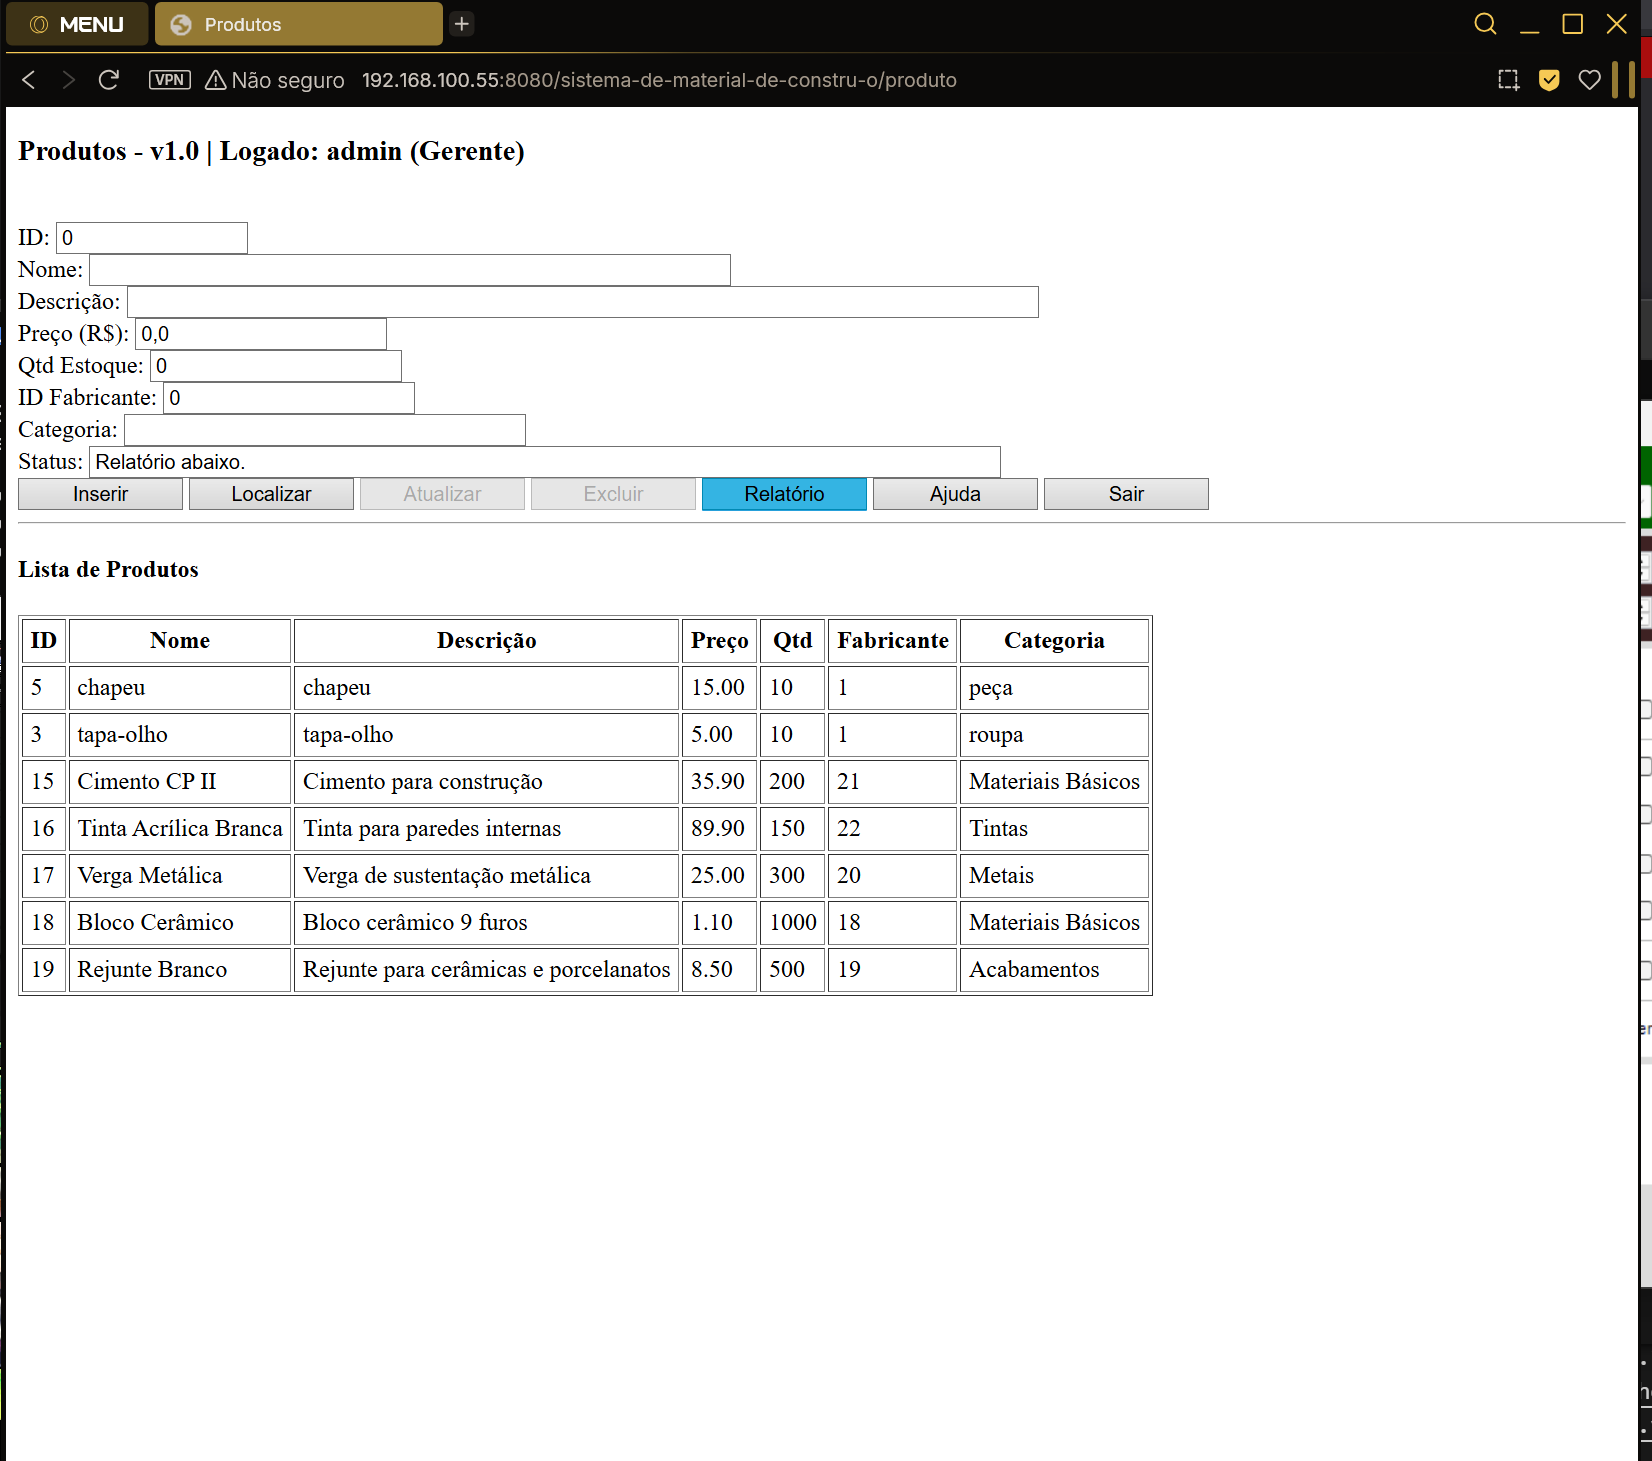 MENU
Produtos
VPN Não seguro 192.168.100.55:8080/sistema-de-material-de-constru-o/produto
Produtos - v1.0 | Logado: admin (Gerente)
ID: 0
Nome:
Descrição:
Preço (R$): 0,0
Qtd Estoque: 0
ID Fabricante: 0
Categoria:
Status: Relatório abaixo.
Inserir Localizar Atualizar Excluir Relatório Ajuda Sair
Lista de Produtos
ID Nome Descrição Preço Qtd Fabricante Categoria
5 chapeu chapeu 15.00 10 1 peça
3 tapa-olho tapa-olho 5.00 10 1 roupa
15 Cimento CP II Cimento para construção 35.90 200 21 Materiais Básicos
16 Tinta Acrílica Branca Tinta para paredes internas 89.90 150 22 Tintas
17 Verga Metálica Verga de sustentação metálica 25.00 300 20 Metais
18 Bloco Cerâmico Bloco cerâmico 9 furos 1.10 1000 18 Materiais Básicos
19 Rejunte Branco Rejunte para cerâmicas e porcelanatos 8.50 500 19 Acabamentos